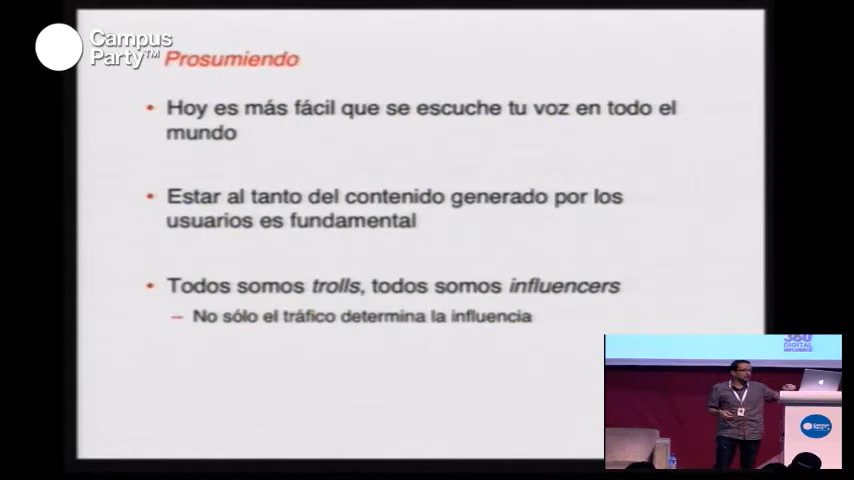 Campus
Party™
Prosumiendo
• Hoy es más fácil que se escuche tu voz en todo el
mundo
• Estar al tanto del contenido generado por los
usuarios es fundamental
• Todos somos trolls, todos somos influencers
– No sólo el tráfico determina la influencia
360
DIGITAL
INFLUENCE
Campus
Party